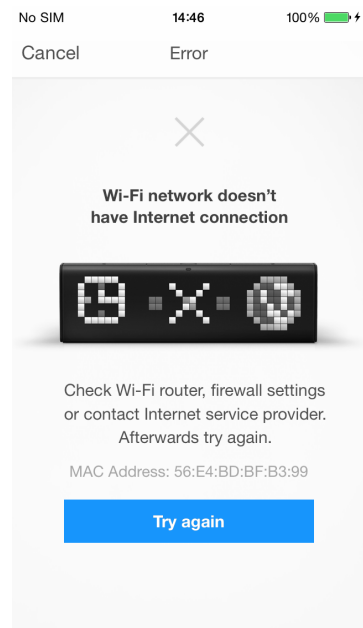 No SIM 14:46 100%
Cancel Error
Wi-Fi network doesn't
have Internet connection
Check Wi-Fi router, firewall settings
or contact Internet service provider.
Afterwards try again.
MAC Address: 56:E4:BD:BF:B3:99
Try again